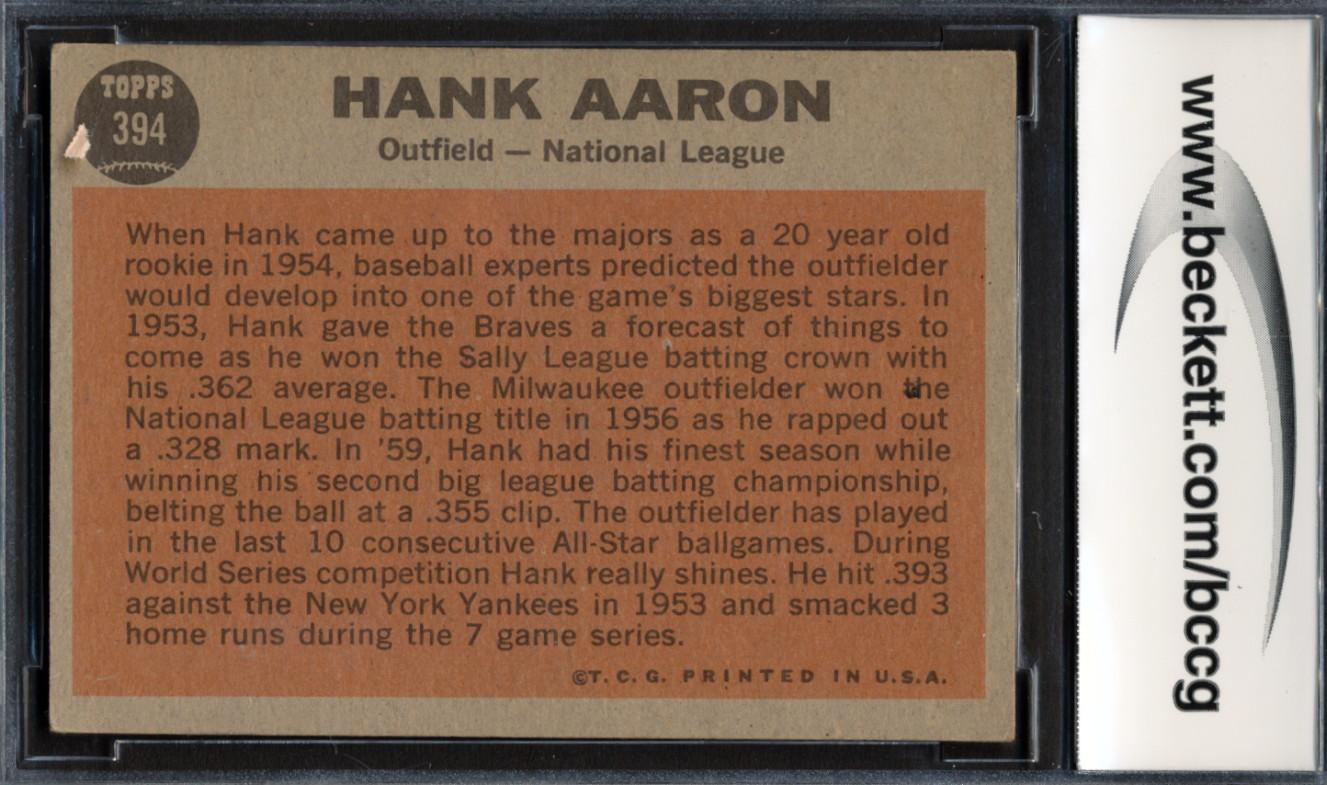 TOPPS
394
HANK AARON
Outfield — National League
When Hank came up to the majors as a 20 year old
rookie in 1954, baseball experts predicted the outfielder
would develop into one of the game's biggest stars. In
1953, Hank gave the Braves a forecast of things to
come as he won the Sally League batting crown with
his .362 average. The Milwaukee outfielder won the
National League batting title in 1956 as he rapped out
a .328 mark. In '59, Hank had his finest season while
winning his second big league batting championship,
belting the ball at a .355 clip. The outfielder has played
in the last 10 consecutive All-Star ballgames. During
World Series competition Hank really shines. He hit .393
against the New York Yankees in 1953 and smacked 3
home runs during the 7 game series.
©T. C. G. PRINTED IN U.S.A.
www.beckett.com/bccg